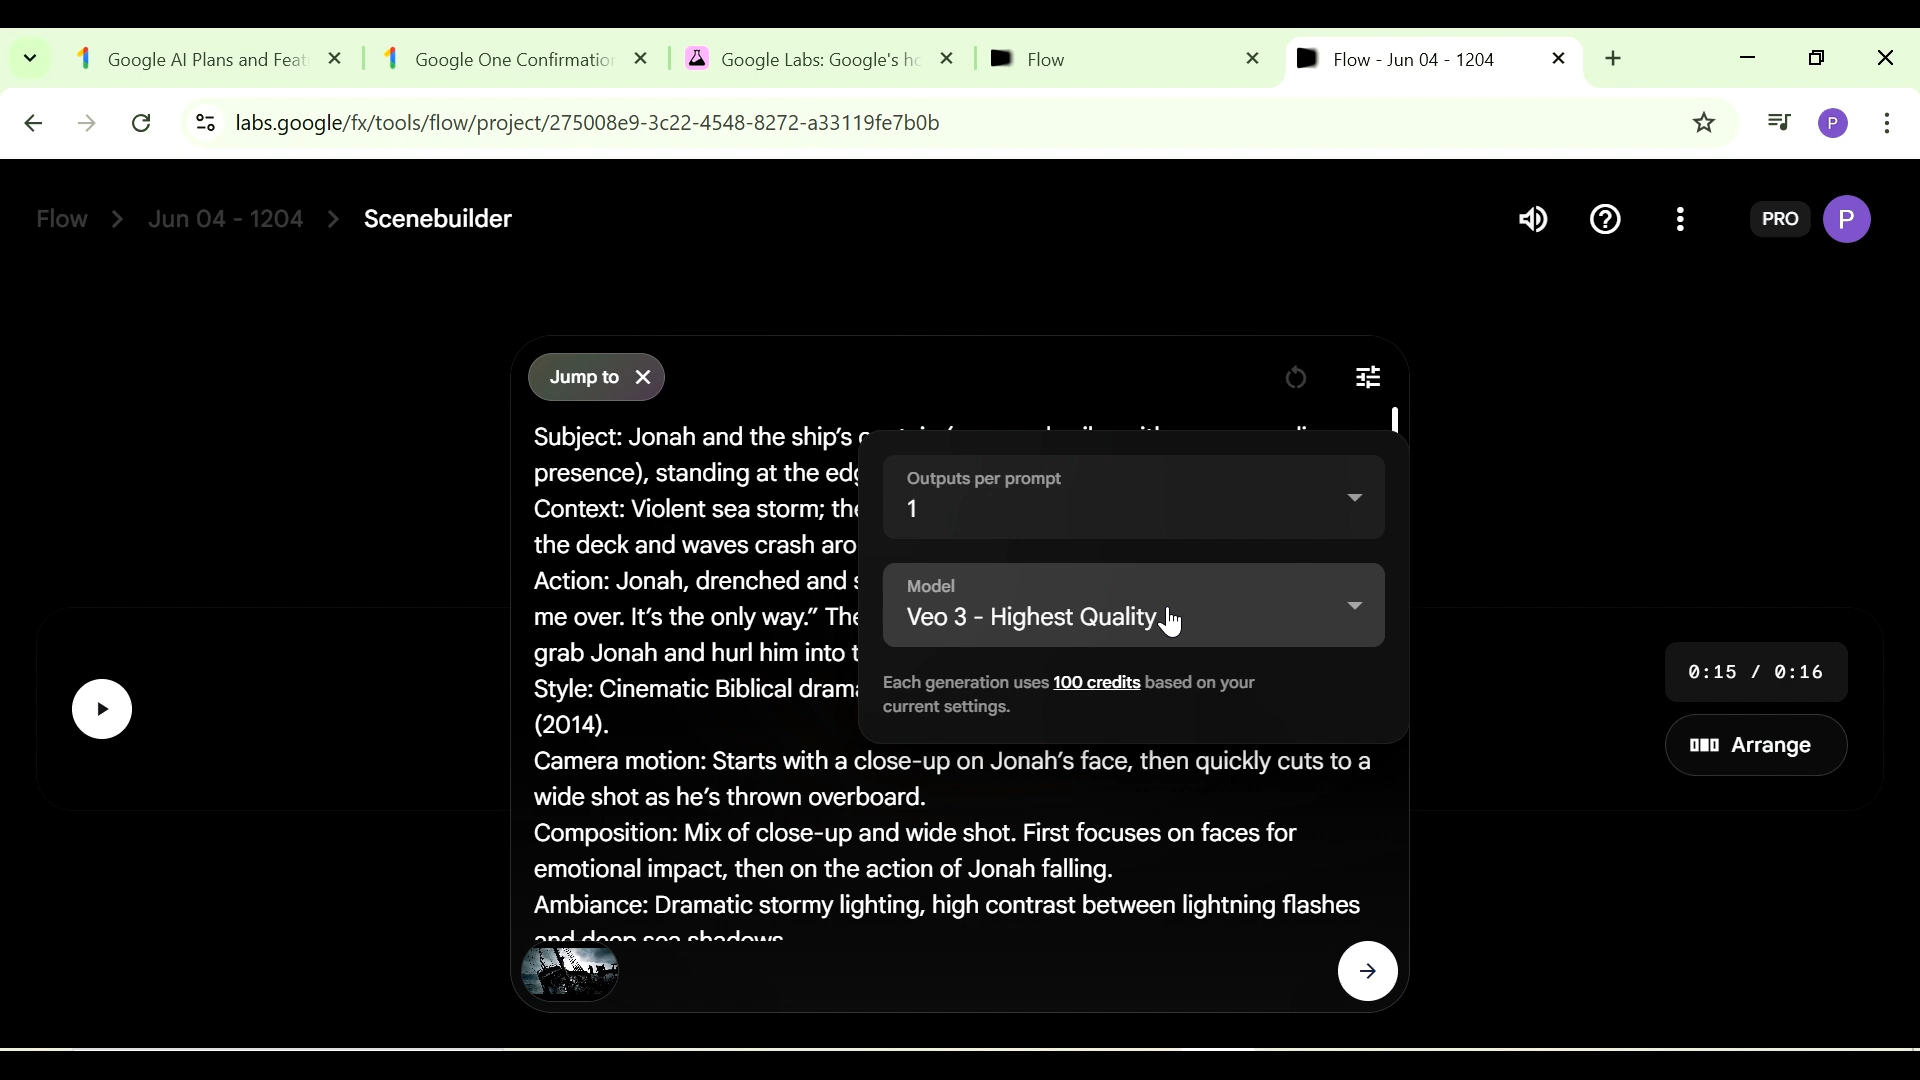 Google AI Plans and Feat
Google One Confirmation
Google Labs: Google's ho
Flow
Flow - Jun 04 - 1204
labs.google/fx/tools/flow/project/275008e9-3c22-4548-8272-a33119fe7b0b
P
Flow > Jun 04 - 1204 > Scenebuilder
PRO
P
Jump to
Subject: Jonah and the ship's
presence), standing at the
Context: Violent sea storm;
the deck and waves crash
Action: Jonah, drenched and
me over. It's the only way." The
grab Jonah and hurl him into
Style: Cinematic Biblical
(2014).
Camera motion: Starts with a close-up on Jonah's face, then quickly cuts to a
wide shot as he's thrown overboard.
Composition: Mix of close-up and wide shot. First focuses on faces for
emotional impact, then on the action of Jonah falling.
Ambiance: Dramatic stormy lighting, high contrast between lightning flashes
and deep sea shadows
Outputs per prompt
1
Model
Veo 3 - Highest Quality
Each generation uses 100 credits based on your
current settings.
0:15 / 0:16
Arrange